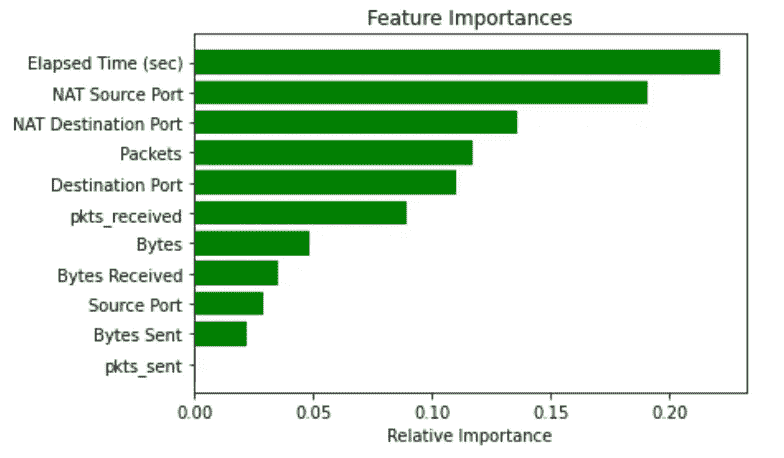 Feature Importances
Elapsed Time (sec)
NAT Source Port
NAT Destination Port
Packets
Destination Port
pkts_received
Bytes
Bytes Received
Source Port
Bytes Sent
pkts_sent
0.00 0.05 0.10 0.15 0.20
Relative Importance